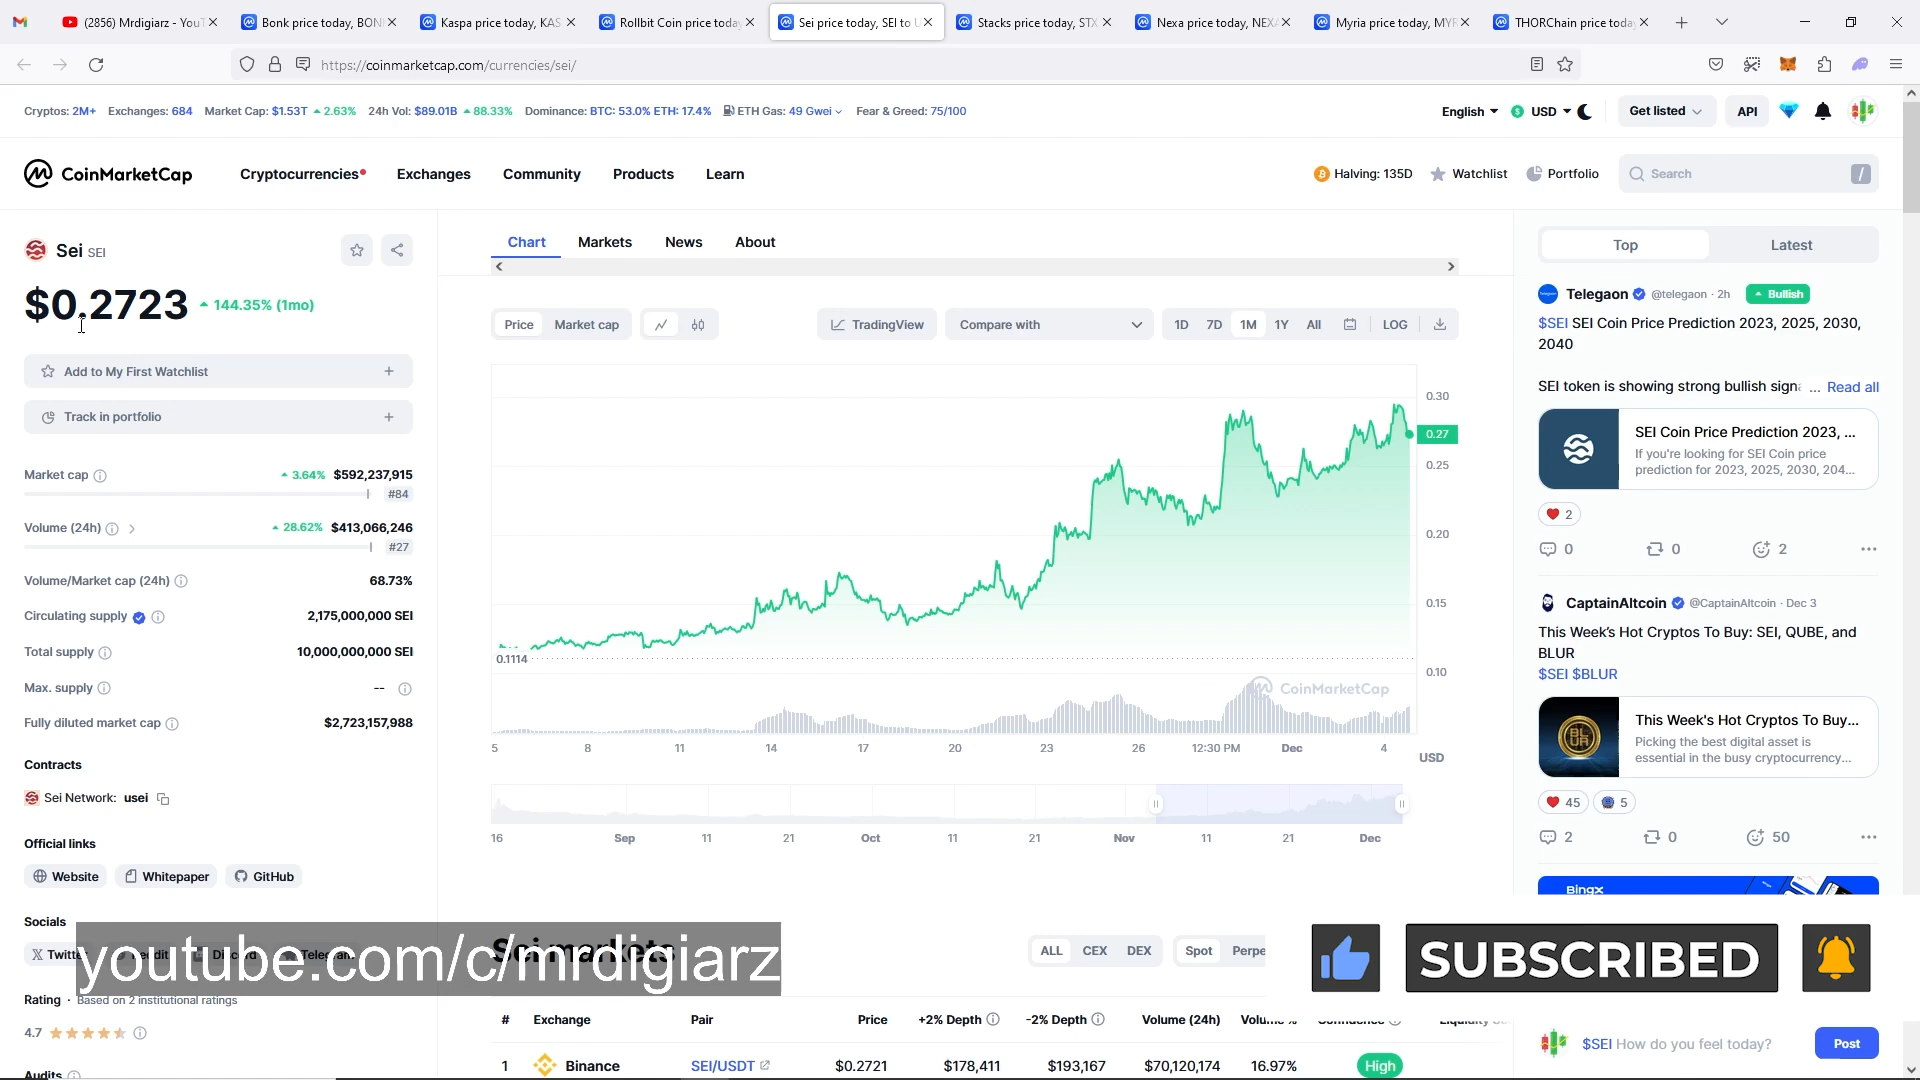 (2856) Mrdigiarz - YouT
Bonk price today, BON
Kaspa price today, KAS
Rollbit Coin price today
Sei price today, SEI to U
Stacks price today, STX
Nexa price today, NEXA
Myria price today, MYR
THORChain price toda
https://coinmarketcap.com/currencies/sei/
Cryptos: 2M+ Exchanges: 684 Market Cap: $1.53T 2.63% 24h Vol: $89.01B 88.33% Dominance: BTC: 53.0% ETH: 17.4% ETH Gas: 49 Gwei Fear & Greed: 75/100
English USD Get listed API
CoinMarketCap Cryptocurrencies Exchanges Community Products Learn
Halving: 135D Watchlist Portfolio Search /
Sei SEI
$0.2723 144.35% (1mo)
Add to My First Watchlist +
Track in portfolio +
Market cap 3.64% $592,237,915
#84
Volume (24h) 28.62% $413,066,246
#27
Volume/Market cap (24h) 68.73%
Circulating supply 2,175,000,000 SEI
Total supply 10,000,000,000 SEI
Max. supply --
Fully diluted market cap $2,723,157,988
Contracts
Sei Network: usei
Official links
Website Whitepaper GitHub
Socials
youtube.com/c/mrdigiarz
Rating · Based on 2 institutional ratings
4.7
Audits
Chart Markets News About
Price Market cap TradingView Compare with 1D 7D 1M 1Y All LOG
0.30
0.27
0.25
0.20
0.15
0.10
0.1114
CoinMarketCap
5 8 11 14 17 20 23 26 12:30 PM Dec 4
USD
16 Sep 11 21 Oct 11 21 Nov 11 21 Dec
Sei markets
ALL CEX DEX Spot Perpe
# Exchange Pair Price +2% Depth -2% Depth Volume (24h)
1 Binance SEI/USDT $0.2721 $178,411 $193,167 $70,120,174 16.97% High
Top Latest
Telegaon @telegaon · 2h Bullish
$SEI SEI Coin Price Prediction 2023, 2025, 2030,
2040
SEI token is showing strong bullish sign ... Read all
SEI Coin Price Prediction 2023, ...
If you're looking for SEI Coin price
prediction for 2023, 2025, 2030, 204...
2
0 0 2
CaptainAltcoin @CaptainAltcoin · Dec 3
This Week's Hot Cryptos To Buy: SEI, QUBE, and
BLUR
$SEI $BLUR
BLUR
This Week's Hot Cryptos To Buy...
Picking the best digital asset is
essential in the busy cryptocurrency...
45 5
2 0 50
BingX
SUBSCRIBED
$SEI How do you feel today? Post